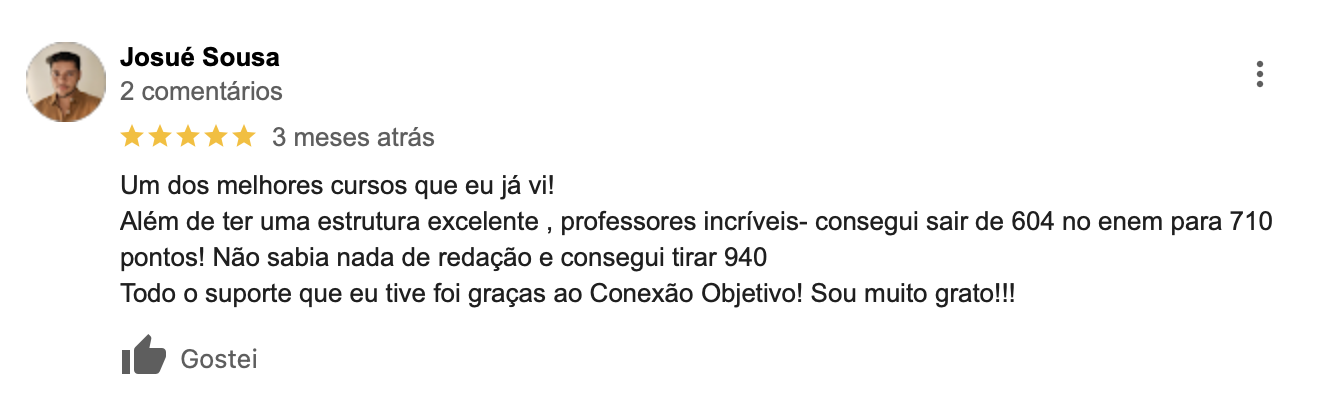 Josué Sousa
2 comentários
3 meses atrás
Um dos melhores cursos que eu já vi!
Além de ter uma estrutura excelente , professores incríveis- consegui sair de 604 no enem para 710
pontos! Não sabia nada de redação e consegui tirar 940
Todo o suporte que eu tive foi graças ao Conexão Objetivo! Sou muito grato!!!
Gostei